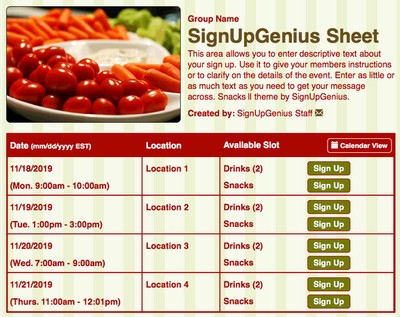 Group Name
SignUpGenius Sheet
This area allows you to enter descriptive text about
your sign up. Use it to give your members instructions
or to clarify on the details of the event. Enter as little or
as much text as you need to get your message
across. Snacks II theme by SignUpGenius.
Created by: SignUpGenius Staff
Date (mm/dd/yyyy EST) Location Available Slot Calendar View
11/18/2019 Location 1 Drinks (2) Sign Up
(Mon. 9:00am - 10:00am) Snacks Sign Up
11/19/2019 Location 2 Drinks (2) Sign Up
(Tue. 1:00pm - 3:00pm) Snacks Sign Up
11/20/2019 Location 3 Drinks (2) Sign Up
(Wed. 7:00am - 9:00am) Snacks Sign Up
11/21/2019 Location 4 Drinks (2) Sign Up
(Thurs. 11:00am - 12:01pm) Snacks Sign Up